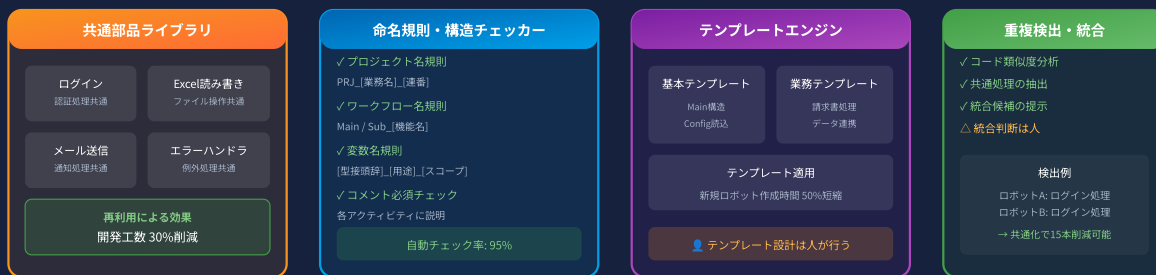 共通部品ライブラリ
ログイン
認証処理共通
Excel読み書き
ファイル操作共通
メール送信
通知処理共通
エラーハンドラ
例外処理共通
再利用による効果
開発工数 30%削減
命名規則・構造チェッカー
✓ プロジェクト名規則
PRJ_[業務名]_[連番]
✓ ワークフロー名規則
Main / Sub_[機能名]
✓ 変数名規則
[型接頭辞]_[用途]_[スコープ]
✓ コメント必須チェック
各アクティビティに説明
自動チェック率: 95%
テンプレートエンジン
基本テンプレート
Main構造
Config読込
業務テンプレート
請求書処理
データ連携
テンプレート適用
新規ロボット作成時間 50%短縮
👤 テンプレート設計は人が行う
重複検出・統合
✓ コード類似度分析
✓ 共通処理の抽出
✓ 統合候補の提示
△ 統合判断は人
検出例
ロボットA: ログイン処理
ロボットB: ログイン処理
→ 共通化で15本削減可能